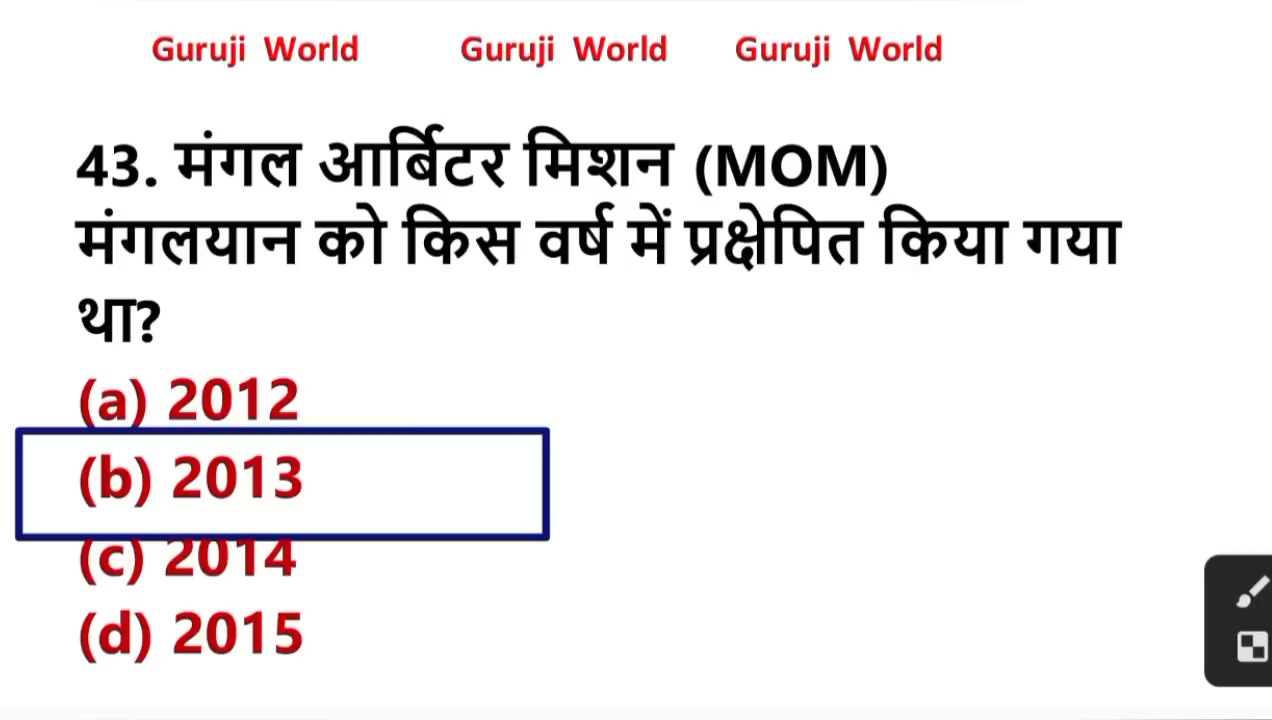 Guruji World Guruji World Guruji World
43. मंगल आर्बिटर मिशन (MOM)
मंगलयान को किस वर्ष में प्रक्षेपित किया गया
था?
(a) 2012
(b) 2013
(c) 2014
(d) 2015